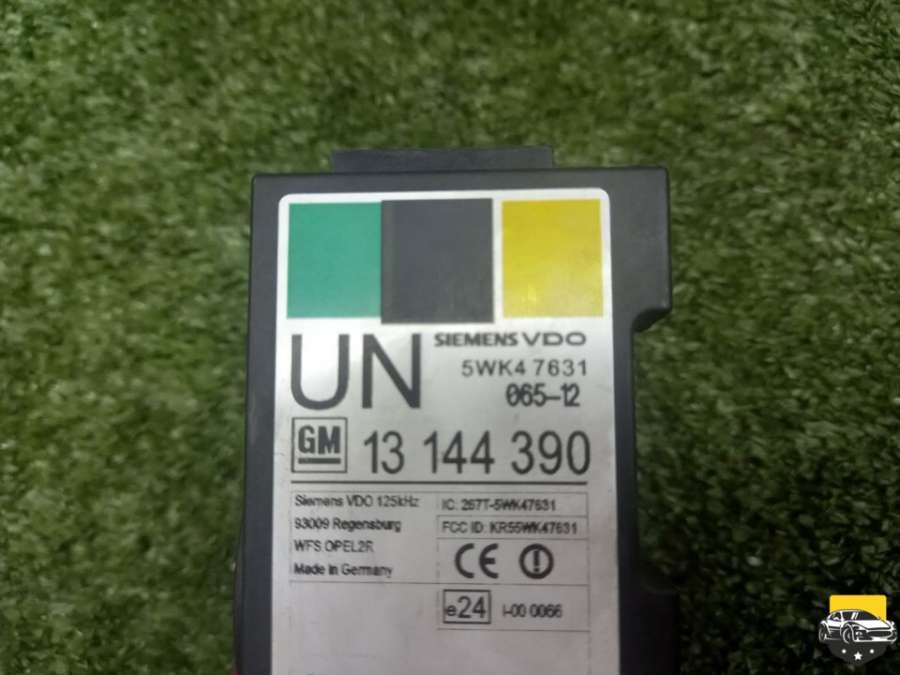 UN
SIEMENS VDO
5WK4 7631
065-12
GM
13 144 390
Siemens VDO 125kHz
93009 Regensburg
WFS OPEL2R
Made in Germany
IC: 267T-5WK47631
FCC ID: KR55WK47631
CE
e24 I-00 0066